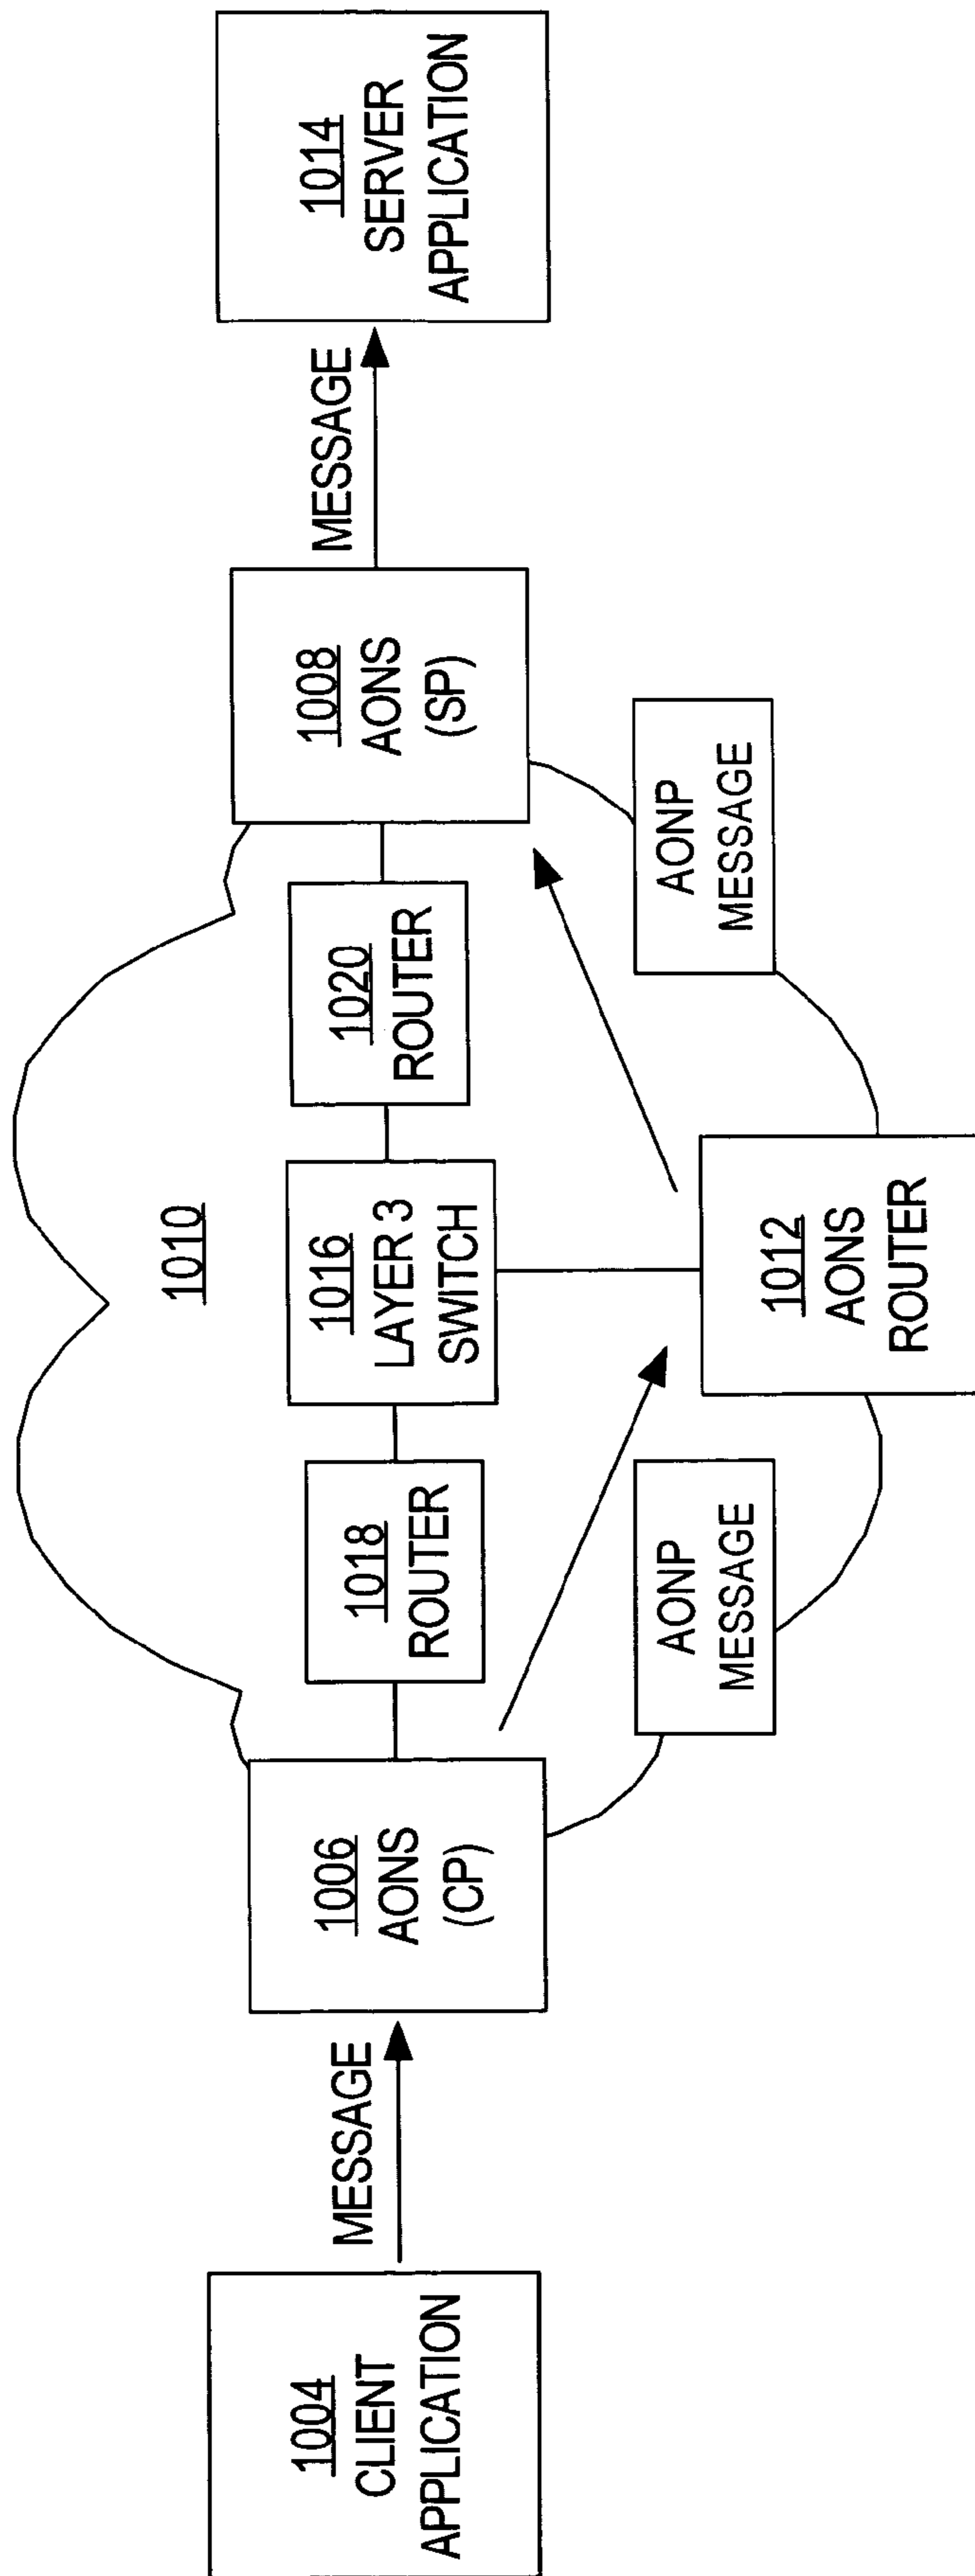 1004
CLIENT
APPLICATION
MESSAGE
1006
AONS
(CP)
1010
1018
ROUTER
1016
LAYER 3
SWITCH
1020
ROUTER
AONP
MESSAGE
1012
AONS
ROUTER
AONP
MESSAGE
1008
AONS
(SP)
MESSAGE
1014
SERVER
APPLICATION